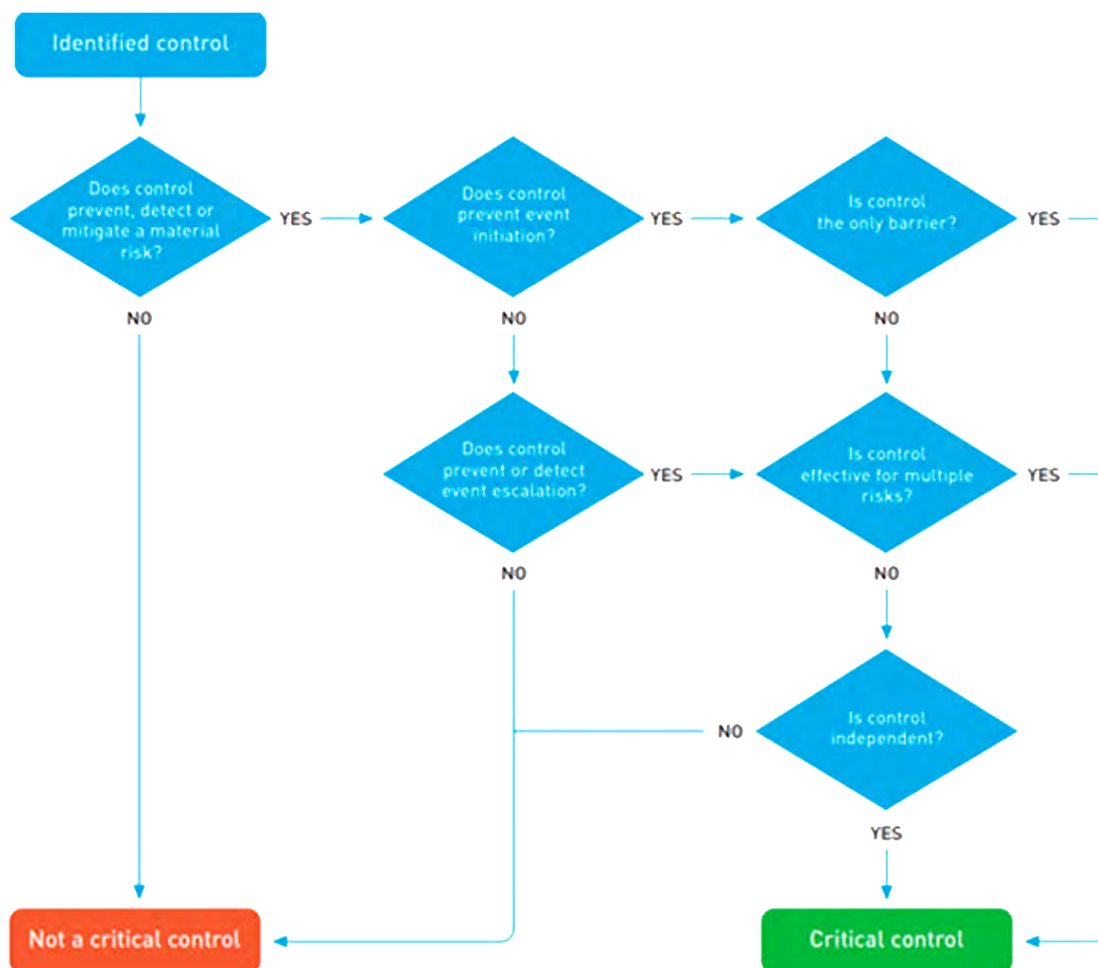 Identified control
Does control
prevent, detect or
mitigate a material
risk?
YES
Does control
prevent event
initiation?
YES
Is control
the only barrier?
YES
NO
NO
NO
Does control
prevent or detect
event escalation?
YES
Is control
effective for multiple
risks?
YES
NO
NO
Is control
independent?
NO
YES
Not a critical control
Critical control